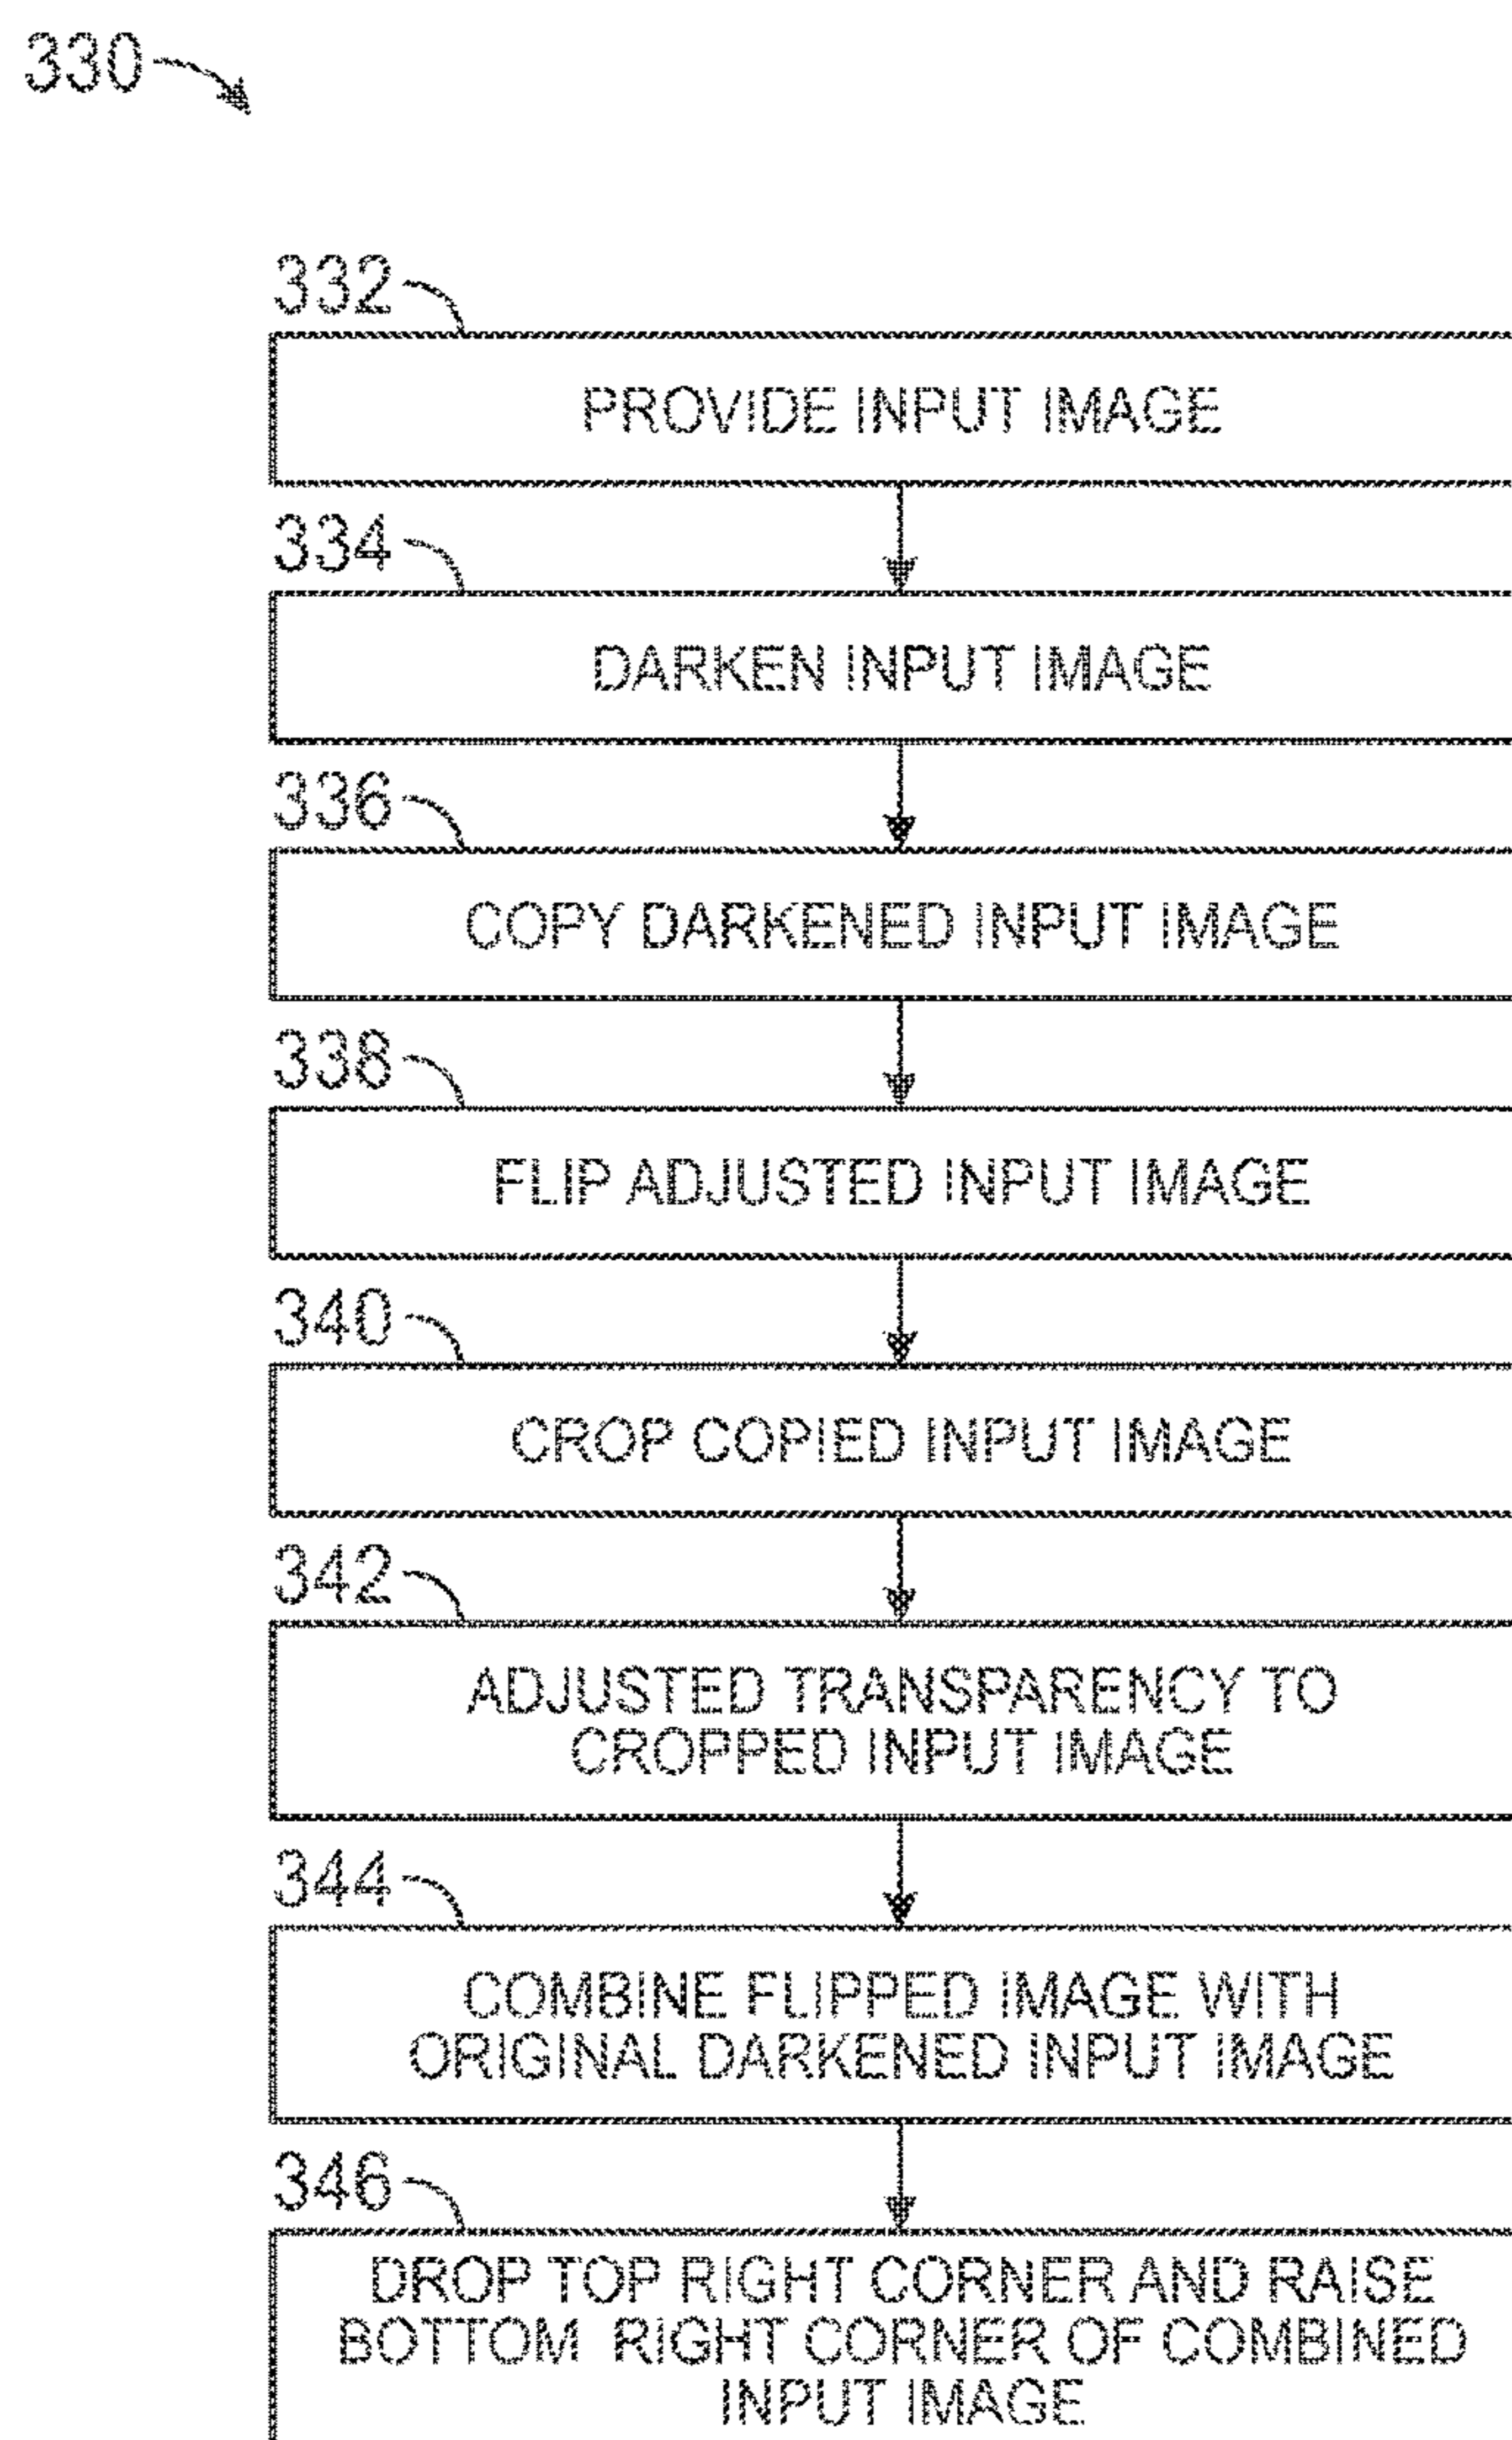 330
332
PROVIDE INPUT IMAGE
334
DARKEN INPUT IMAGE
336
COPY DARKENED INPUT IMAGE
338
FLIP ADJUSTED INPUT IMAGE
340
CROP COPIED INPUT IMAGE
342
ADJUSTED TRANSPARENCY TO
CROPPED INPUT IMAGE
344
COMBINE FLIPPED IMAGE WITH
ORIGINAL DARKENED INPUT IMAGE
346
DROP TOP RIGHT CORNER AND RAISE
BOTTOM RIGHT CORNER OF COMBINED
INPUT IMAGE